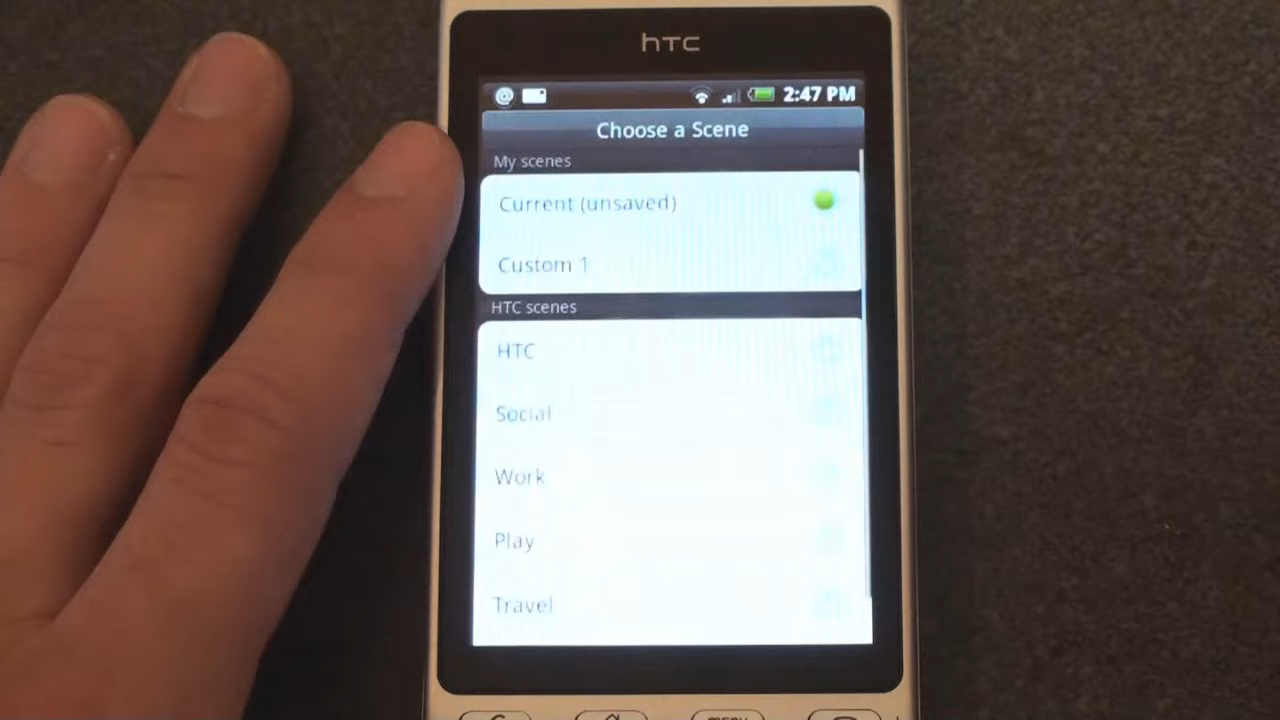 hTC
2:47 PM
Choose a Scene
My scenes
Current (unsaved)
Custom 1
HTC scenes
HTC
Social
Work
Play
Travel
MENU